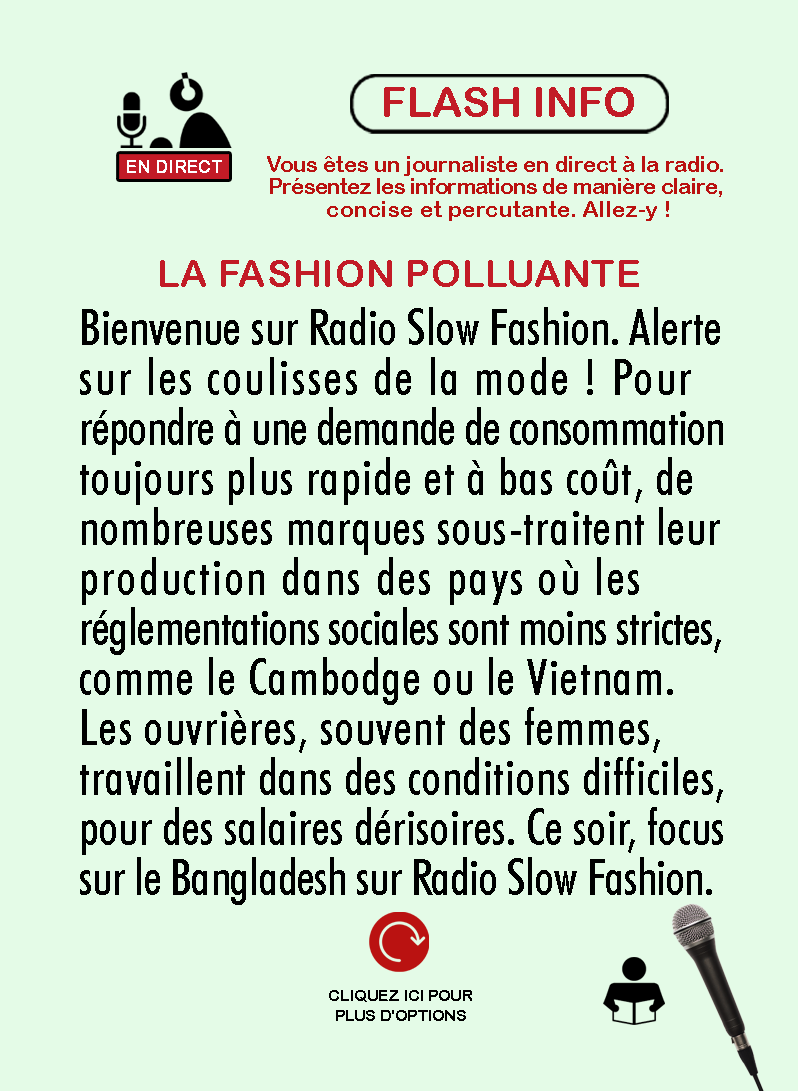 FLASH INFO
EN DIRECT
Vous êtes un journaliste en direct à la radio.
Présentez les informations de manière claire,
concise et percutante. Allez-y !
LA FASHION POLLUANTE
Bienvenue sur Radio Slow Fashion. Alerte
sur les coulisses de la mode ! Pour
répondre à une demande de consommation
toujours plus rapide et à bas coût, de
nombreuses marques sous-traitent leur
production dans des pays où les
réglementations sociales sont moins strictes,
comme le Cambodge ou le Vietnam.
Les ouvrières, souvent des femmes,
travaillent dans des conditions difficiles,
pour des salaires dérisoires. Ce soir, focus
sur le Bangladesh sur Radio Slow Fashion.
CLIQUEZ ICI POUR
PLUS D'OPTIONS